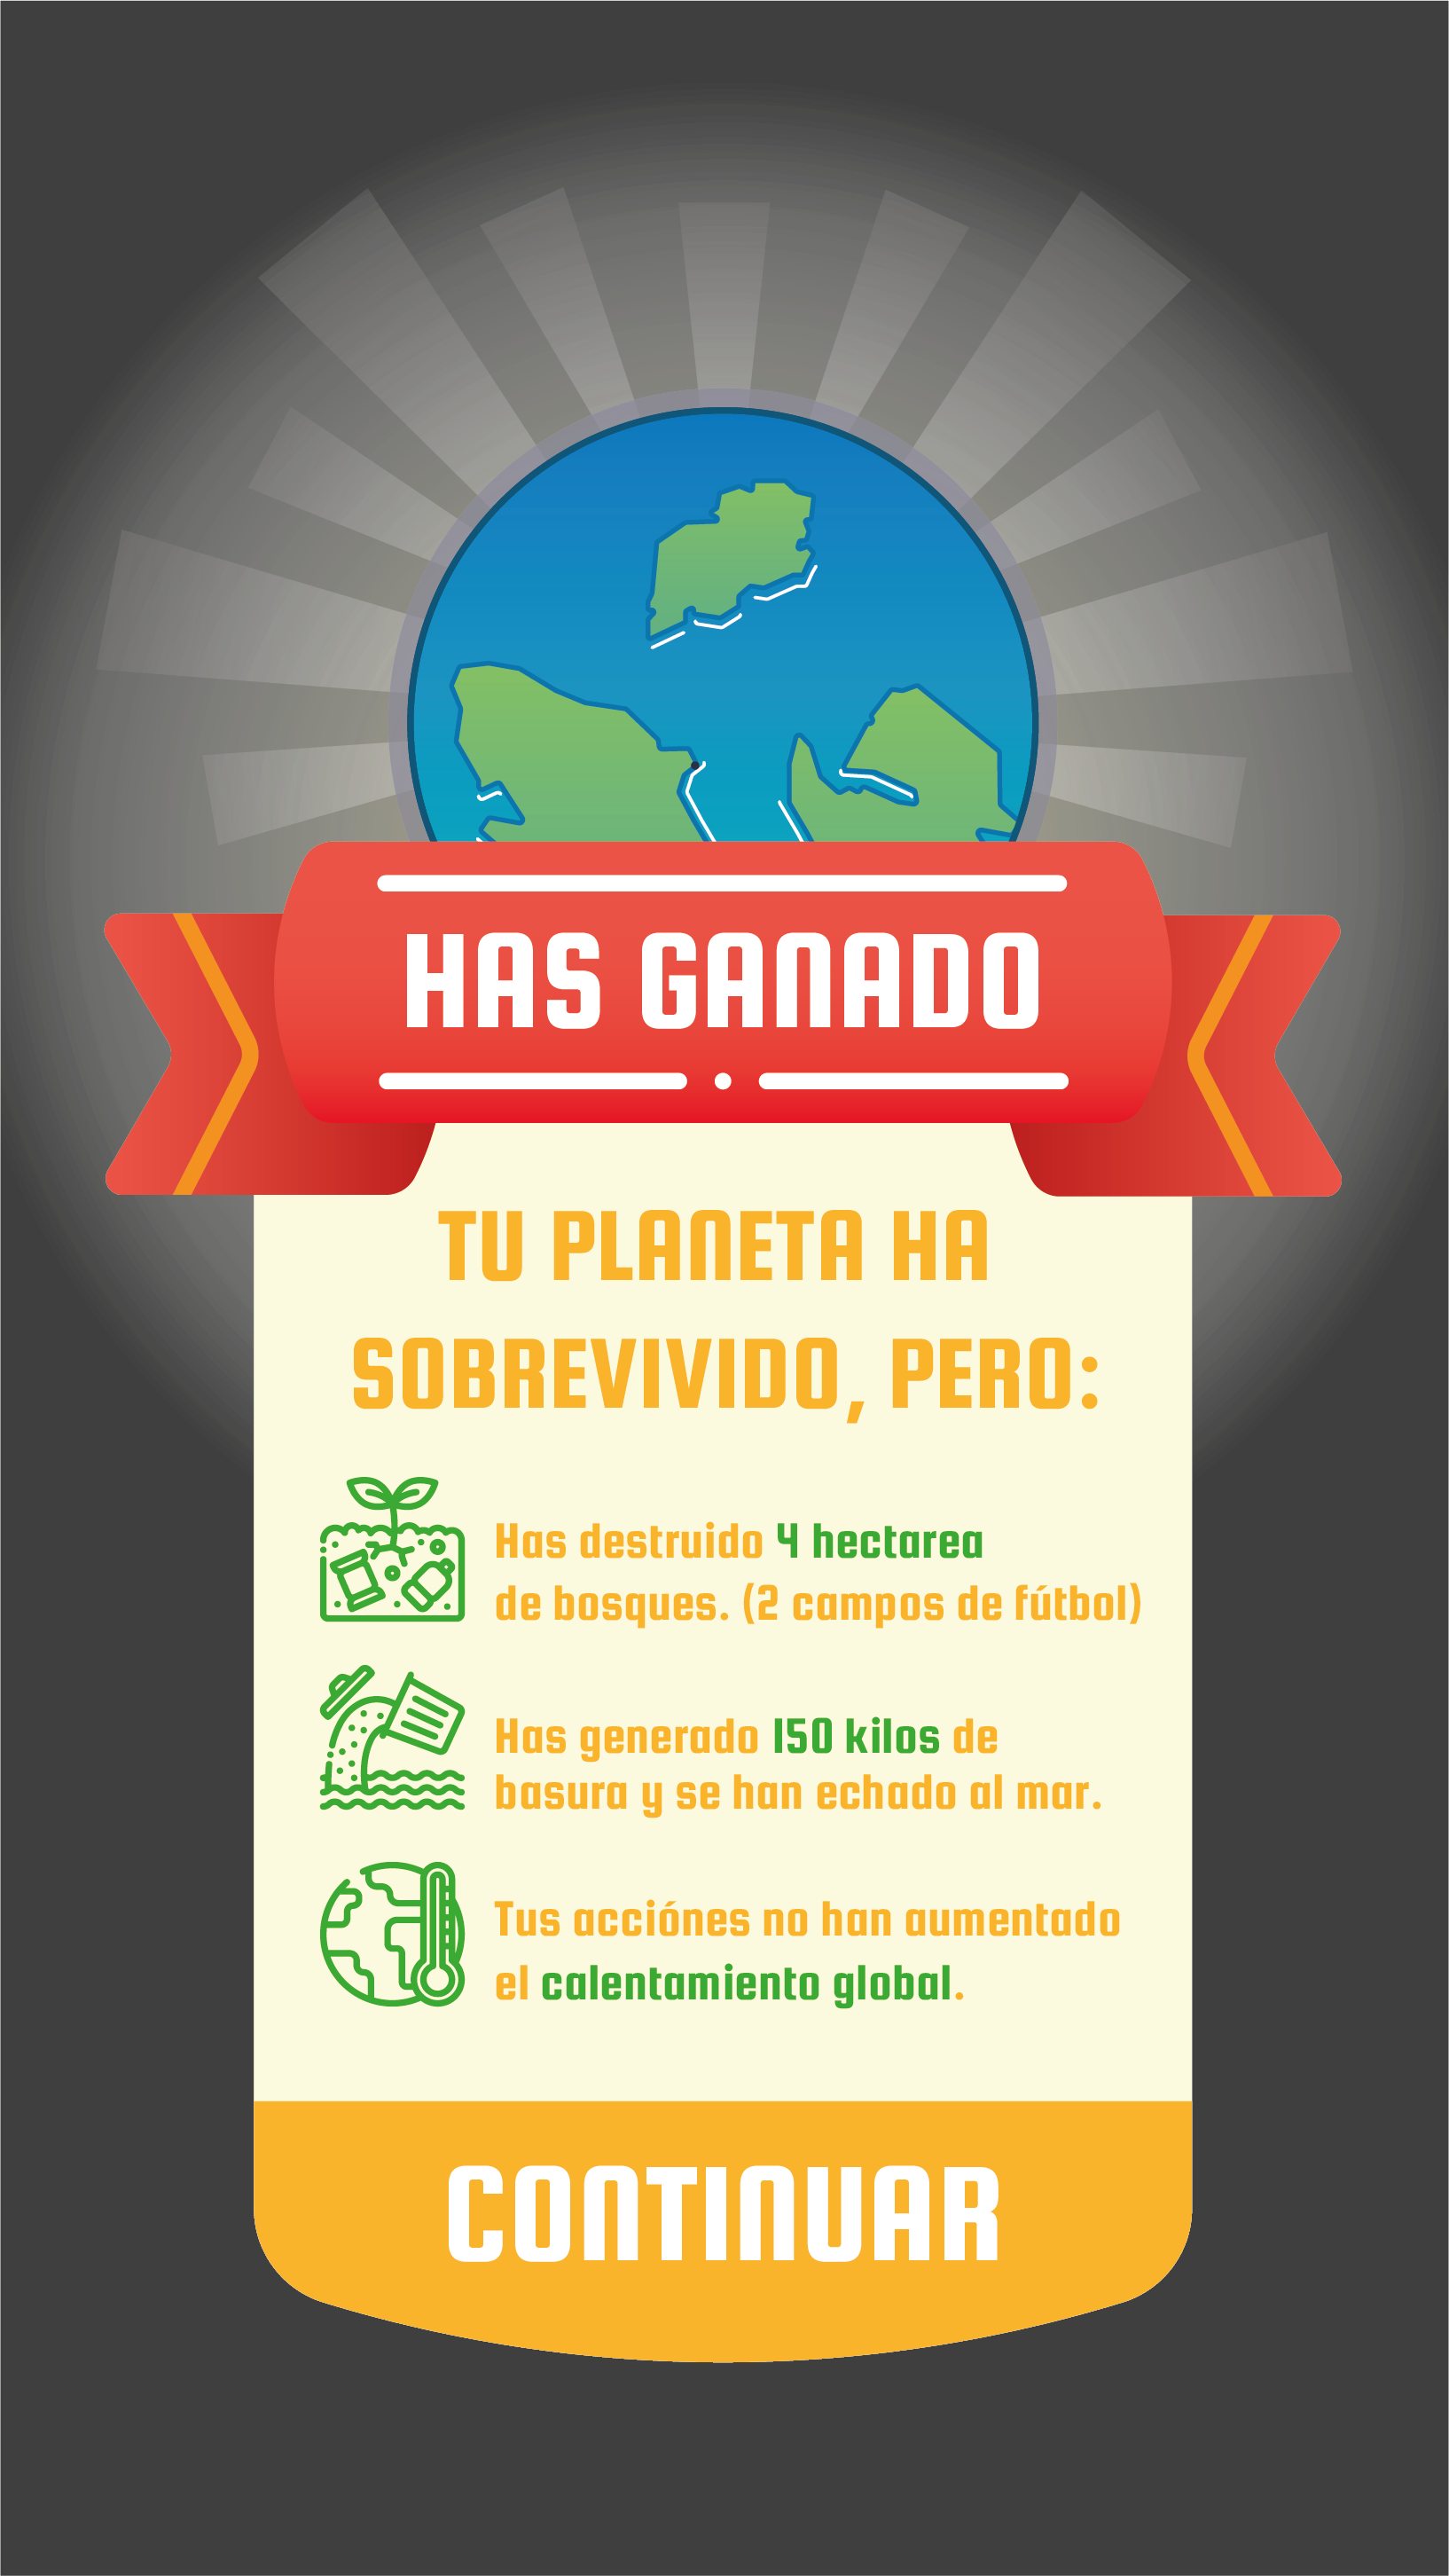 HAS GANADO
TU PLANETA HA
SOBREVIVIDO, PERO:
Has destruido 4 hectarea
de bosques. (2 campos de fútbol)
Has generado 150 kilos de
basura y se han echado al mar.
Tus acciónes no han aumentado
el calentamiento global.
CONTINUAR